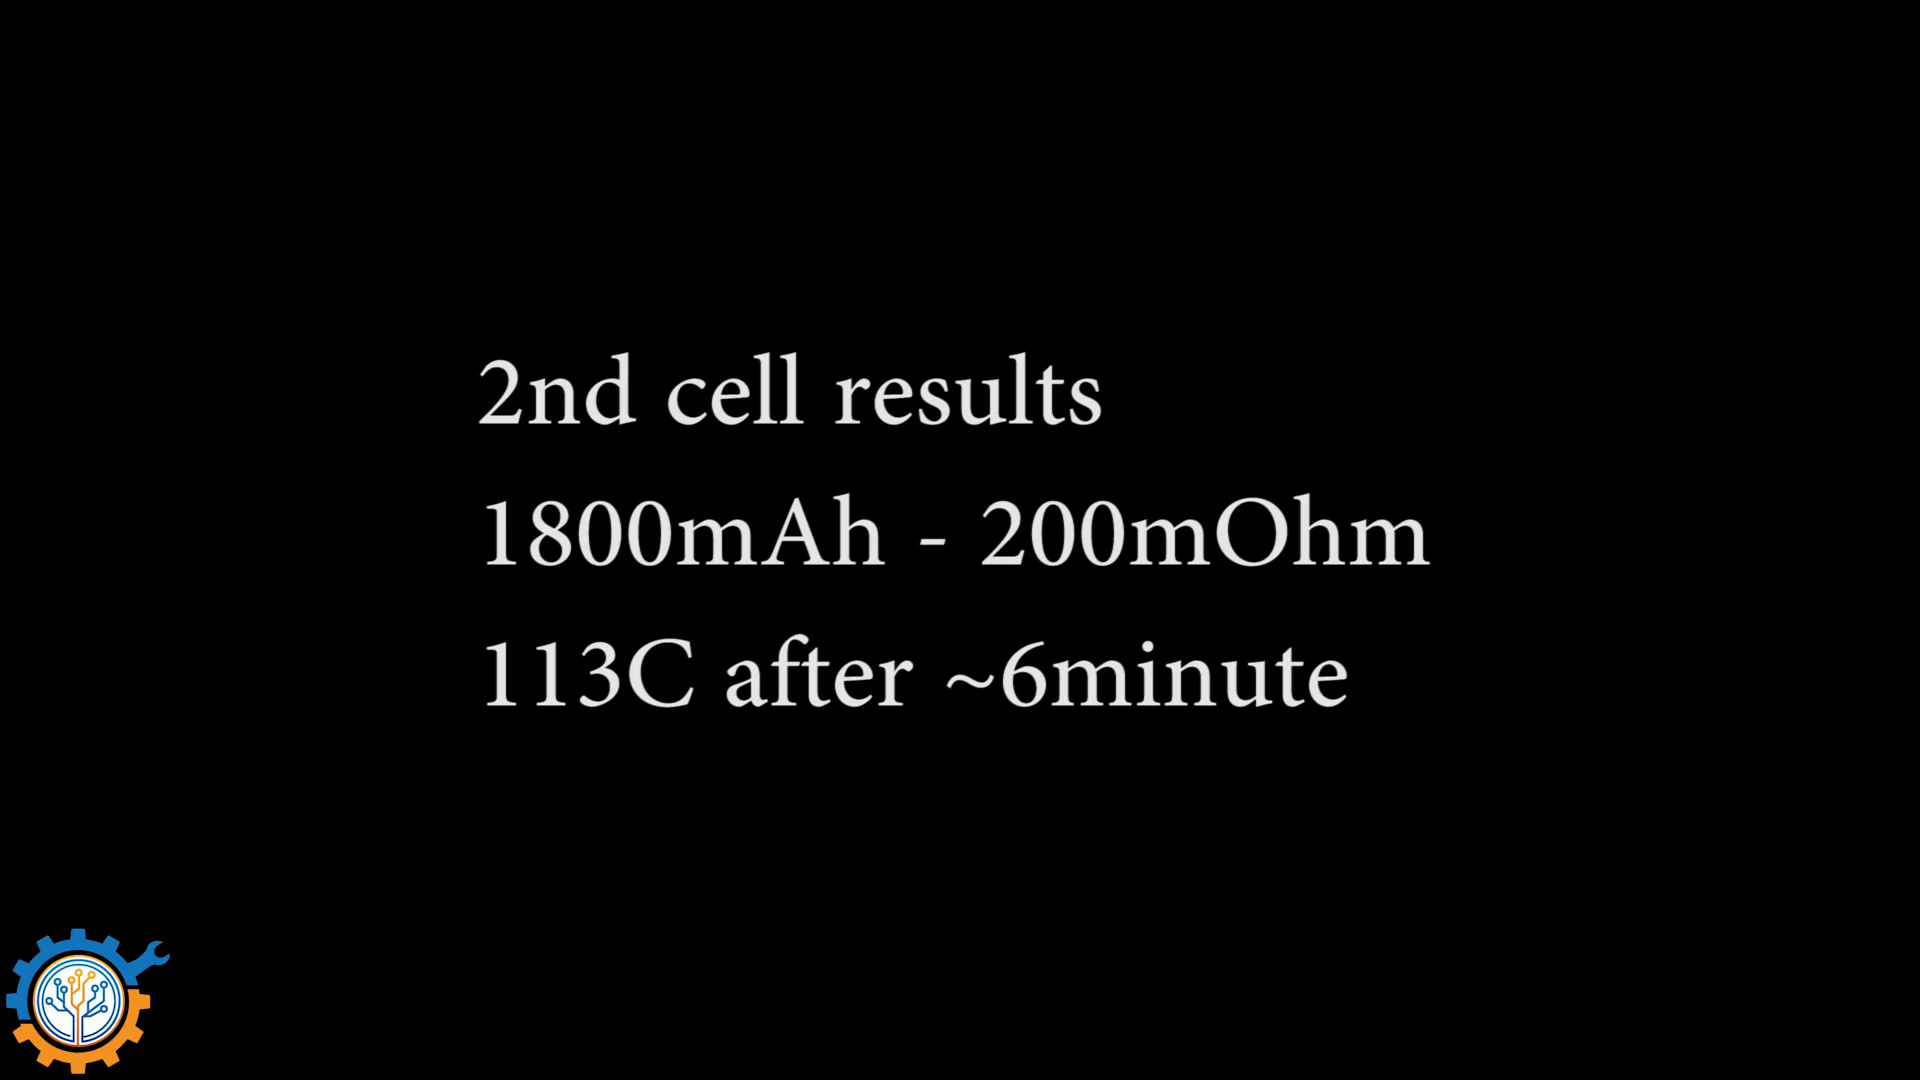 2nd cell results
1800mAh - 200mOhm
113C after ~6minute